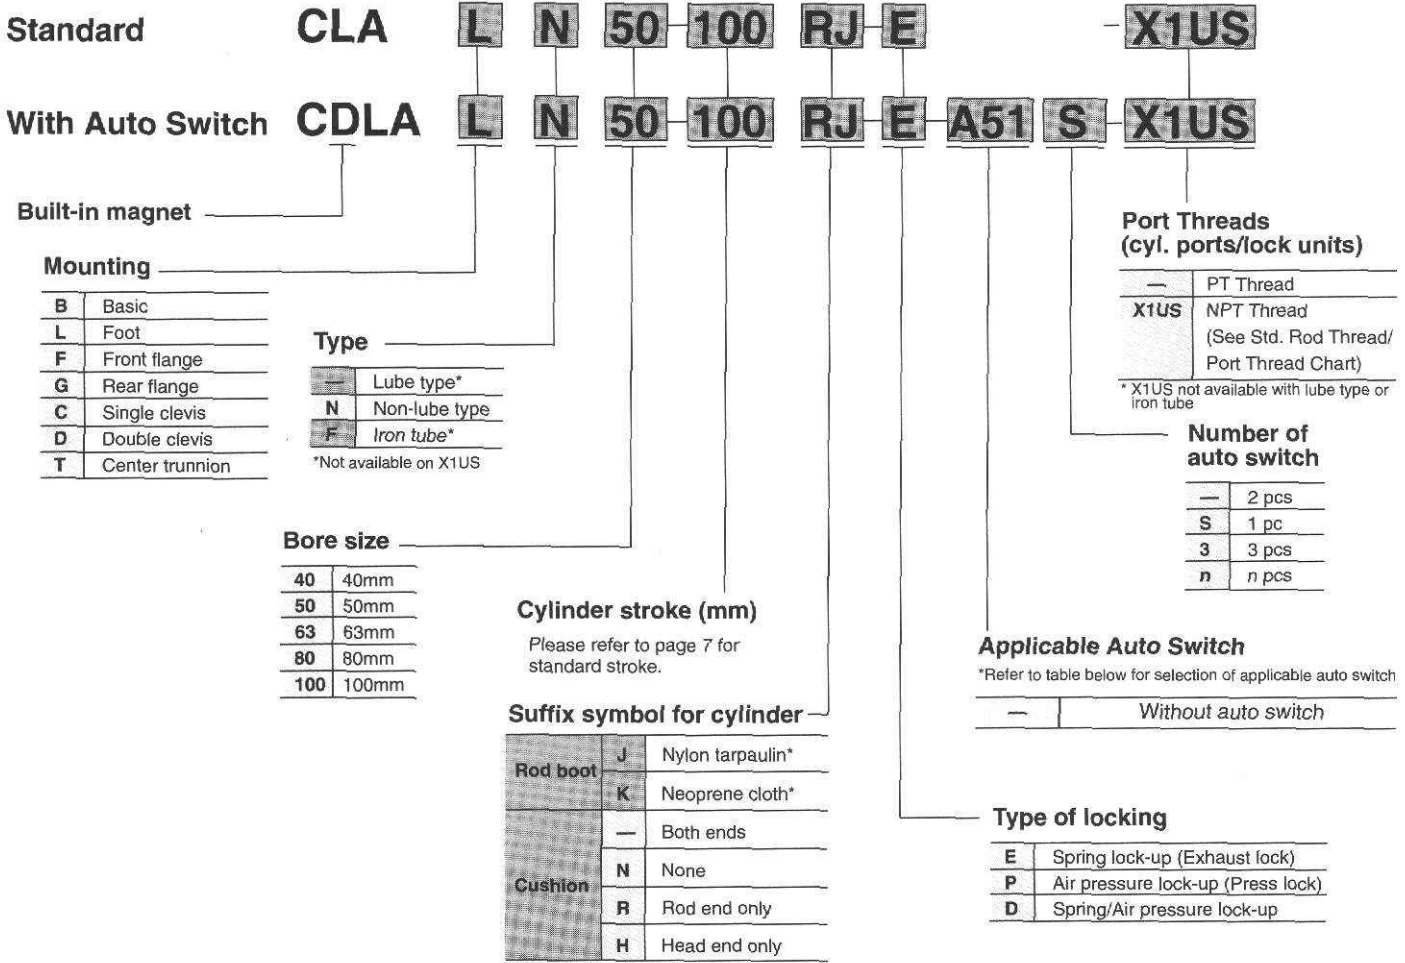 Standard CLA L N 50 - 100 RJ - E - X1US
With Auto Switch CDLA L N 50 - 100 RJ - E - A51 S - X1US
Built-in magnet
Mounting
B Basic
L Foot
F Front flange
G Rear flange
C Single clevis
D Double clevis
T Center trunnion
Type
— Lube type*
N Non-lube type
F Iron tube*
*Not available on X1US
Bore size
40 40mm
50 50mm
63 63mm
80 80mm
100 100mm
Cylinder stroke (mm)
Please refer to page 7 for
standard stroke.
Suffix symbol for cylinder
Rod boot
J Nylon tarpaulin*
K Neoprene cloth*
Cushion
— Both ends
N None
R Rod end only
H Head end only
Port Threads
(cyl. ports/lock units)
— PT Thread
X1US NPT Thread
(See Std. Rod Thread/
Port Thread Chart)
* X1US not available with lube type or
iron tube
Number of
auto switch
— 2 pcs
S 1 pc
3 3 pcs
n n pcs
Applicable Auto Switch
*Refer to table below for selection of applicable auto switch
— Without auto switch
Type of locking
E Spring lock-up (Exhaust lock)
P Air pressure lock-up (Press lock)
D Spring/Air pressure lock-up